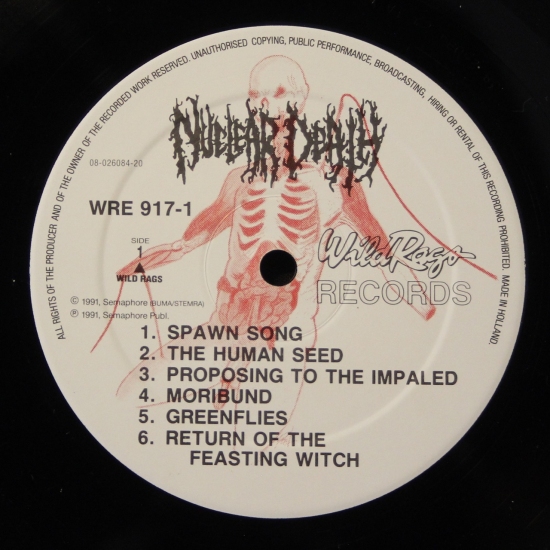 ALL RIGHTS OF THE PRODUCER AND OF THE OWNER OF THE RECORDED WORK RESERVED. UNAUTHORISED COPYING, PUBLIC PERFORMANCE, BROADCASTING, HIRING OR RENTAL OF THIS RECORDING PROHIBITED. MADE IN HOLLAND.
NUCLEAR DEATH
08-026084-20
WRE 917-1
SIDE
1
WILD RAGS
Wild Rags
RECORDS
© 1991, Semaphore (BUMA/STEMRA)
℗ 1991, Semaphore Publ.
1. SPAWN SONG
2. THE HUMAN SEED
3. PROPOSING TO THE IMPALED
4. MORIBUND
5. GREENFLIES
6. RETURN OF THE
FEASTING WITCH